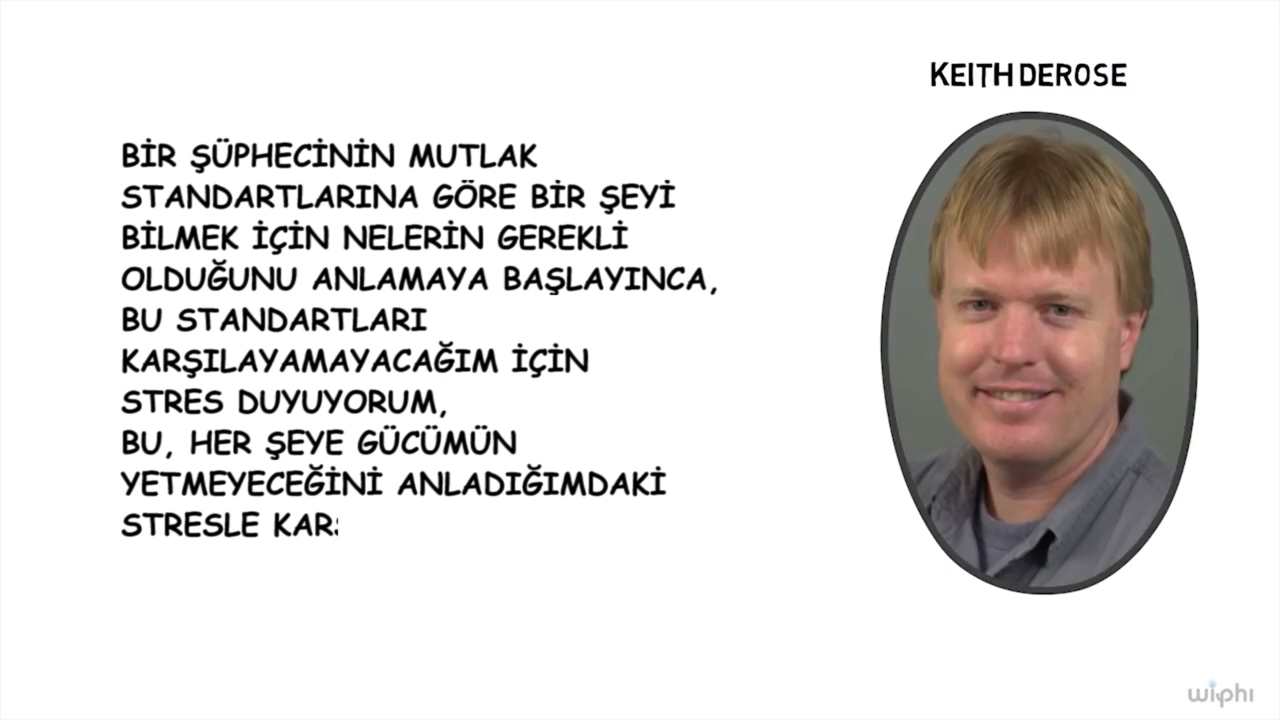 KEITH DEROSE
BİR ŞÜPHECİNİN MUTLAK
STANDARTLARINA GÖRE BİR ŞEYİ
BİLMEK İÇİN NELERİN GEREKLİ
OLDUĞUNU ANLAMAYA BAŞLAYINCA,
BU STANDARTLARI
KARŞILAYAMAYACAĞIM İÇİN
STRES DUYUYORUM,
BU, HER ŞEYE GÜCÜMÜN
YETMEYECEĞİNİ ANLADIĞIMDAKİ
STRESLE
wiphi